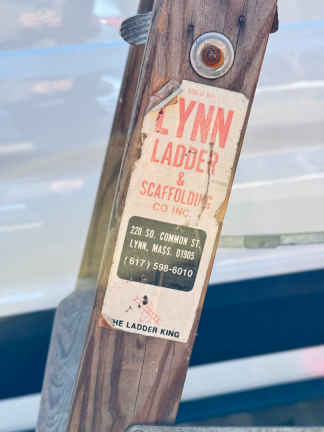 LYNN
LADDER
&
SCAFFOLDING
CO INC.
220 SO. COMMON ST.
LYNN, MASS. 01905
(617) 598-6010
THE LADDER KING